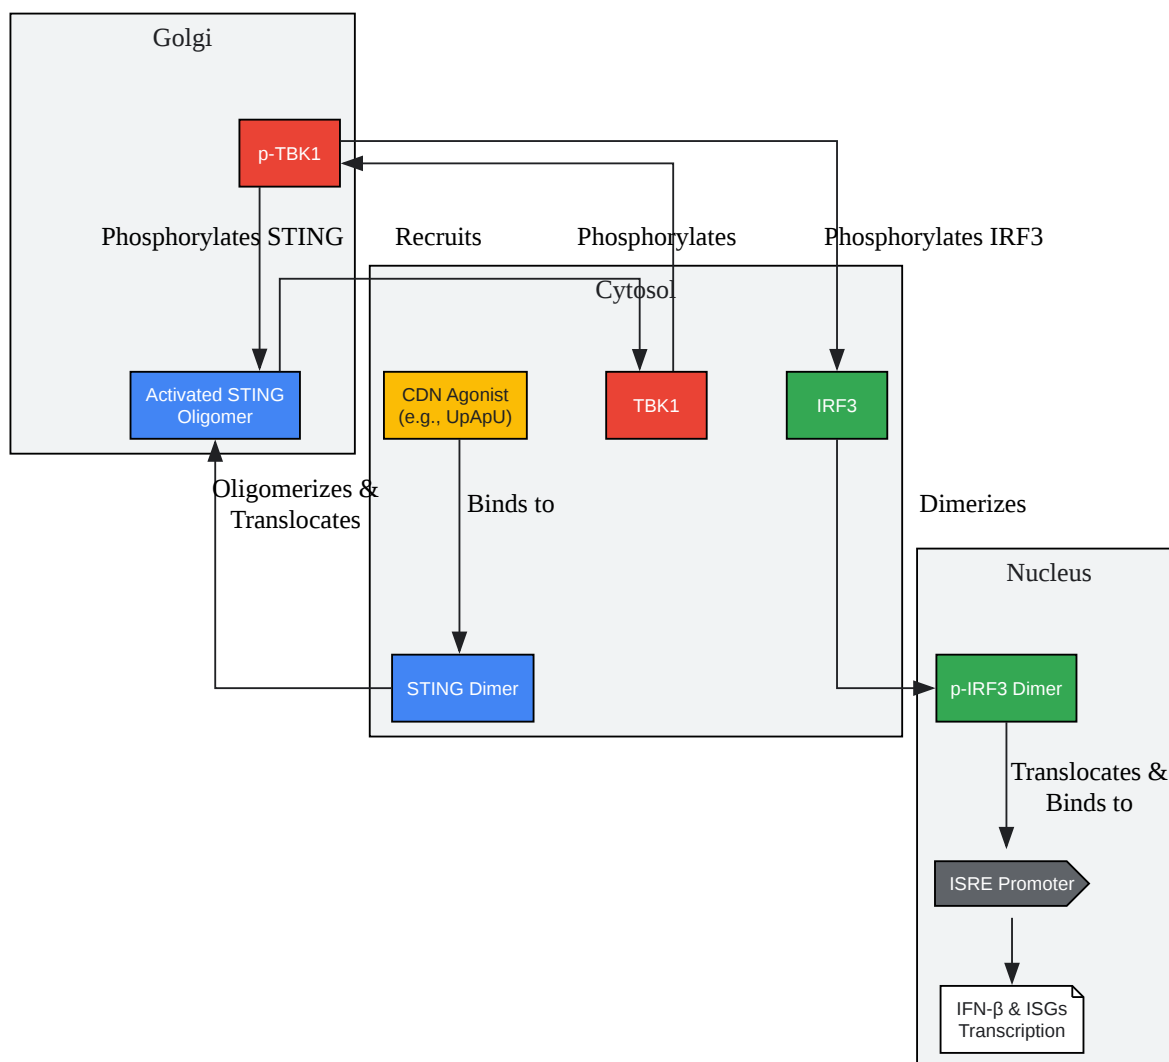 Golgi
p-TBK1
Phosphorylates STING
Recruits
Phosphorylates
Phosphorylates IRF3
Cytosol
Activated STING
Oligomer
CDN Agonist
(e.g., UpApU)
TBK1
IRF3
Oligomerizes &
Translocates
Binds to
Dimerizes
Nucleus
STING Dimer
p-IRF3 Dimer
Translocates &
Binds to
ISRE Promoter
IFN-β & ISGs
Transcription